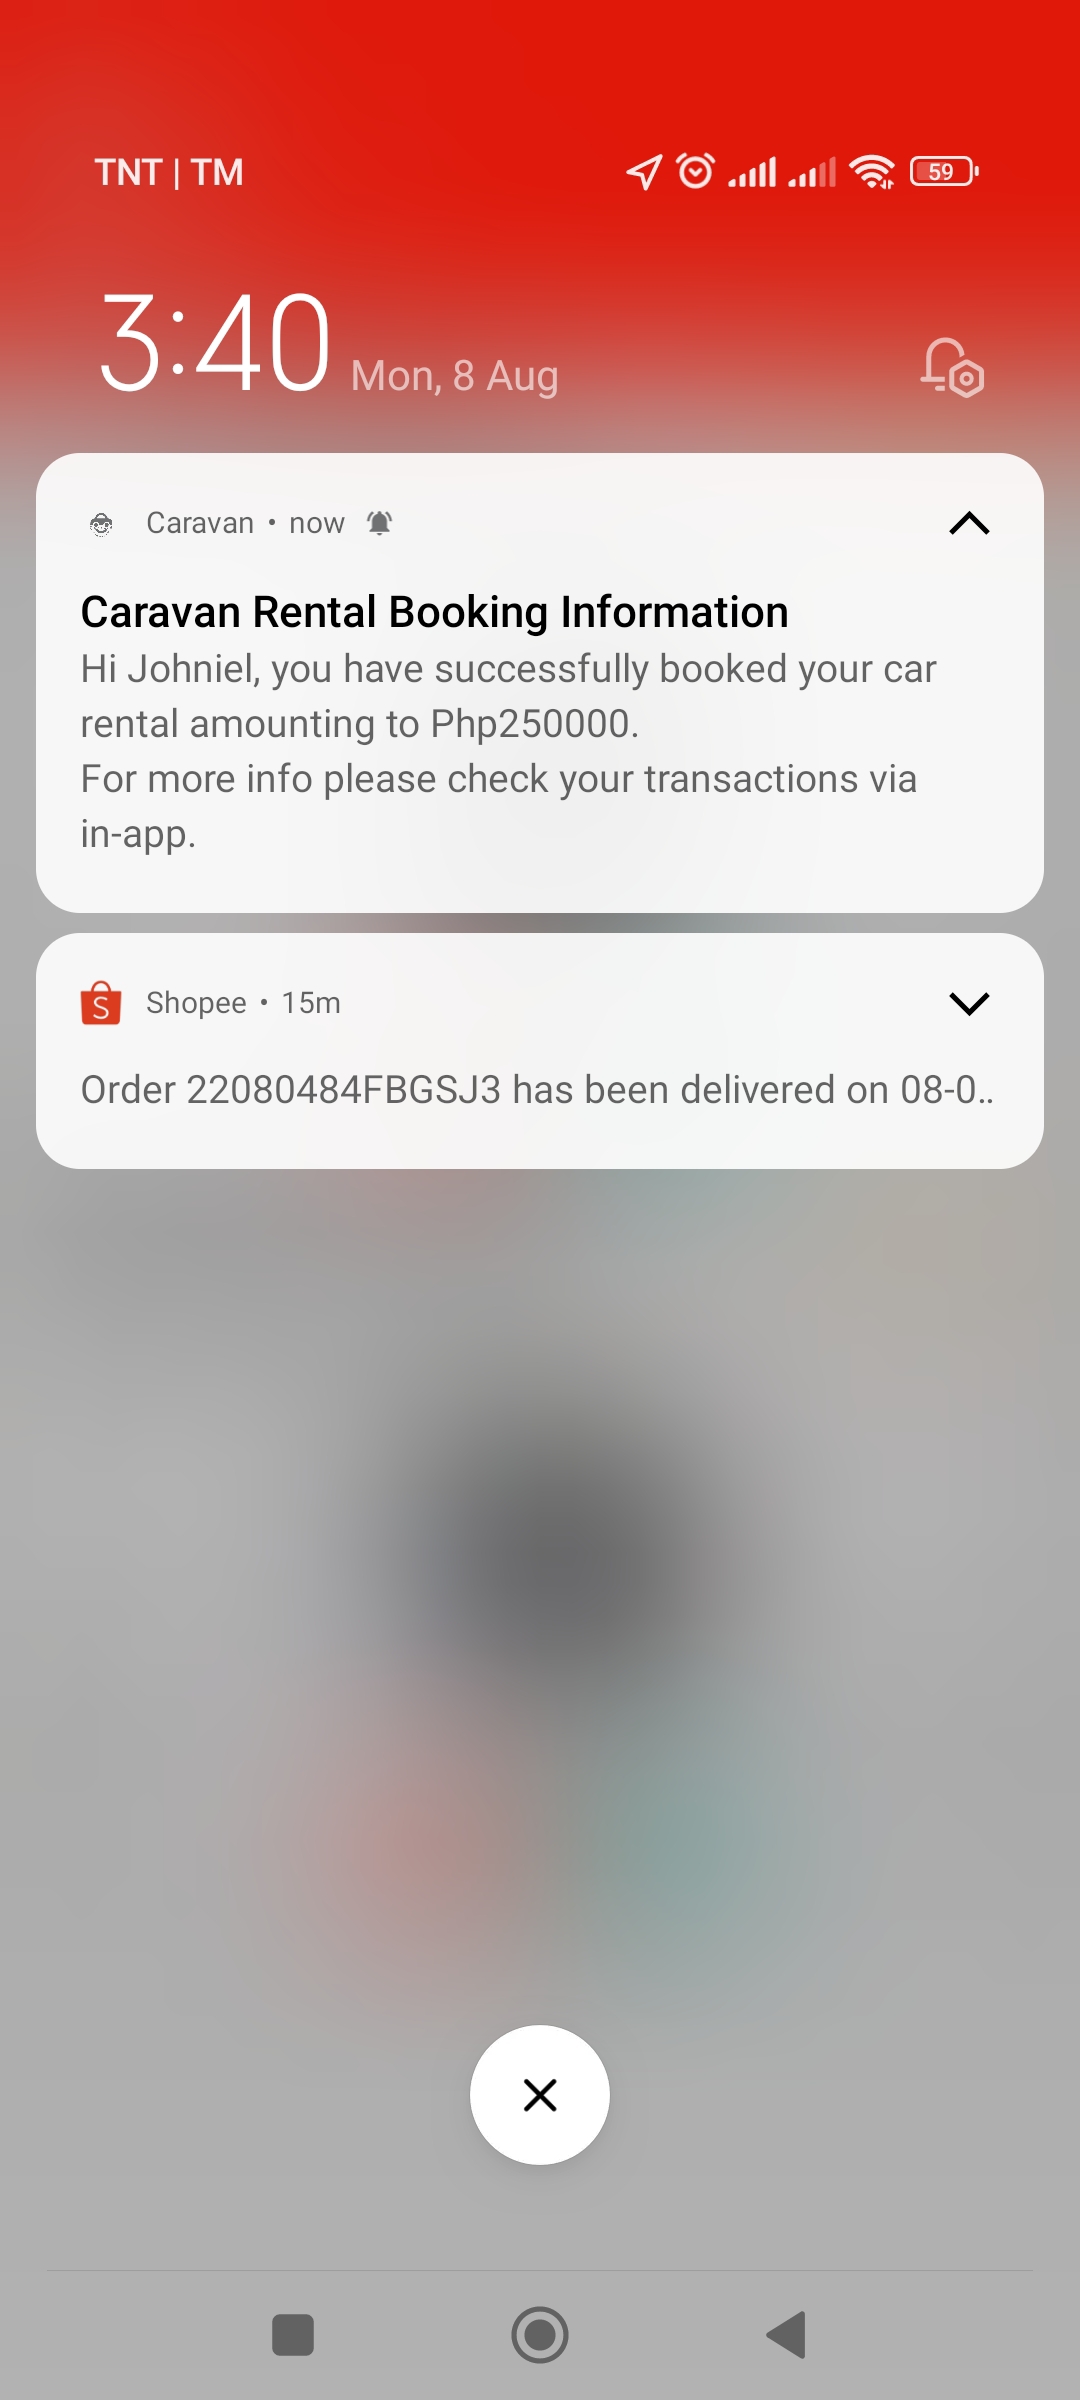 TNT | TM
59
3:40 Mon, 8 Aug
Caravan • now
Caravan Rental Booking Information
Hi Johniel, you have successfully booked your car
rental amounting to Php250000.
For more info please check your transactions via
in-app.
S
Shopee • 15m
Order 22080484FBGSJ3 has been delivered on 08-0..